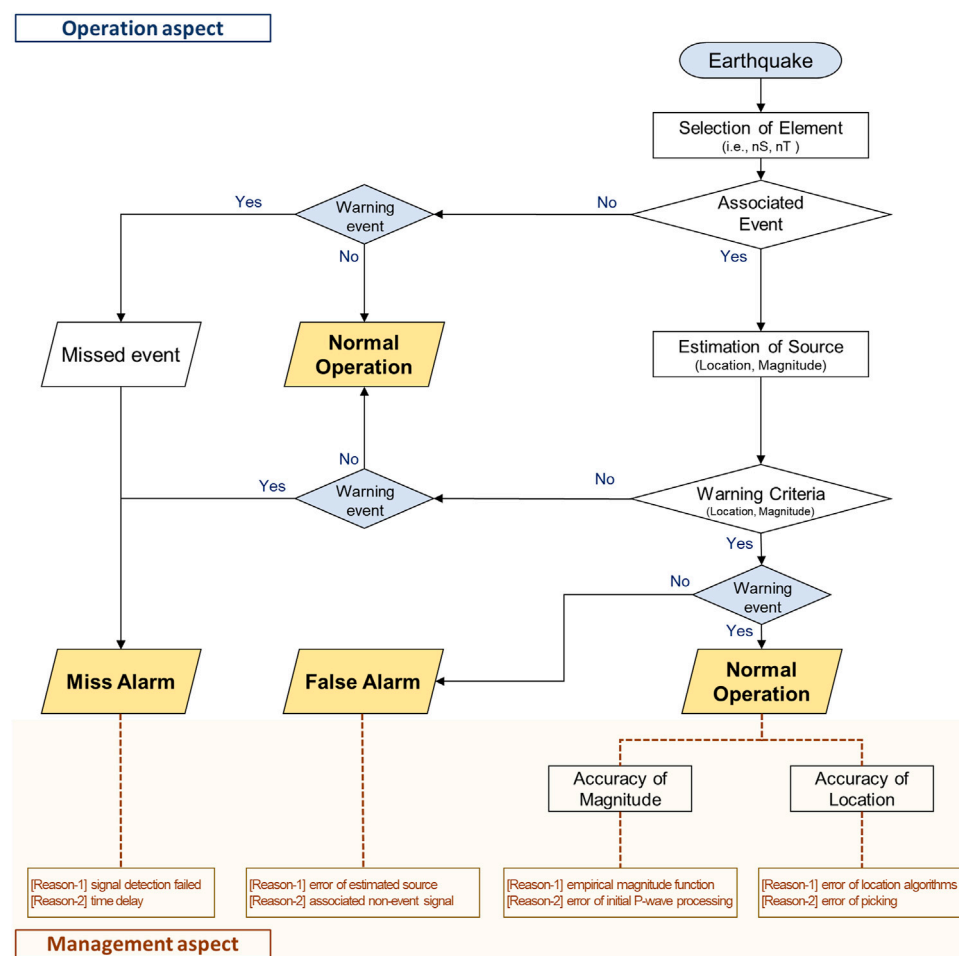 Operation aspect
Earthquake
Selection of Element
(i.e., nS, nT )
Associated
Event
No
Yes
Warning
event
Yes
No
Missed event
Normal
Operation
Estimation of Source
(Location, Magnitude)
Warning Criteria
(Location, Magnitude)
No
Yes
Warning
event
No
Yes
Warning
event
No
Yes
Miss Alarm
False Alarm
Normal
Operation
Accuracy of
Magnitude
Accuracy of
Location
[Reason-1] signal detection failed
[Reason-2] time delay
[Reason-1] error of estimated source
[Reason-2] associated non-event signal
[Reason-1] empirical magnitude function
[Reason-2] error of initial P-wave processing
[Reason-1] error of location algorithms
[Reason-2] error of picking
Management aspect